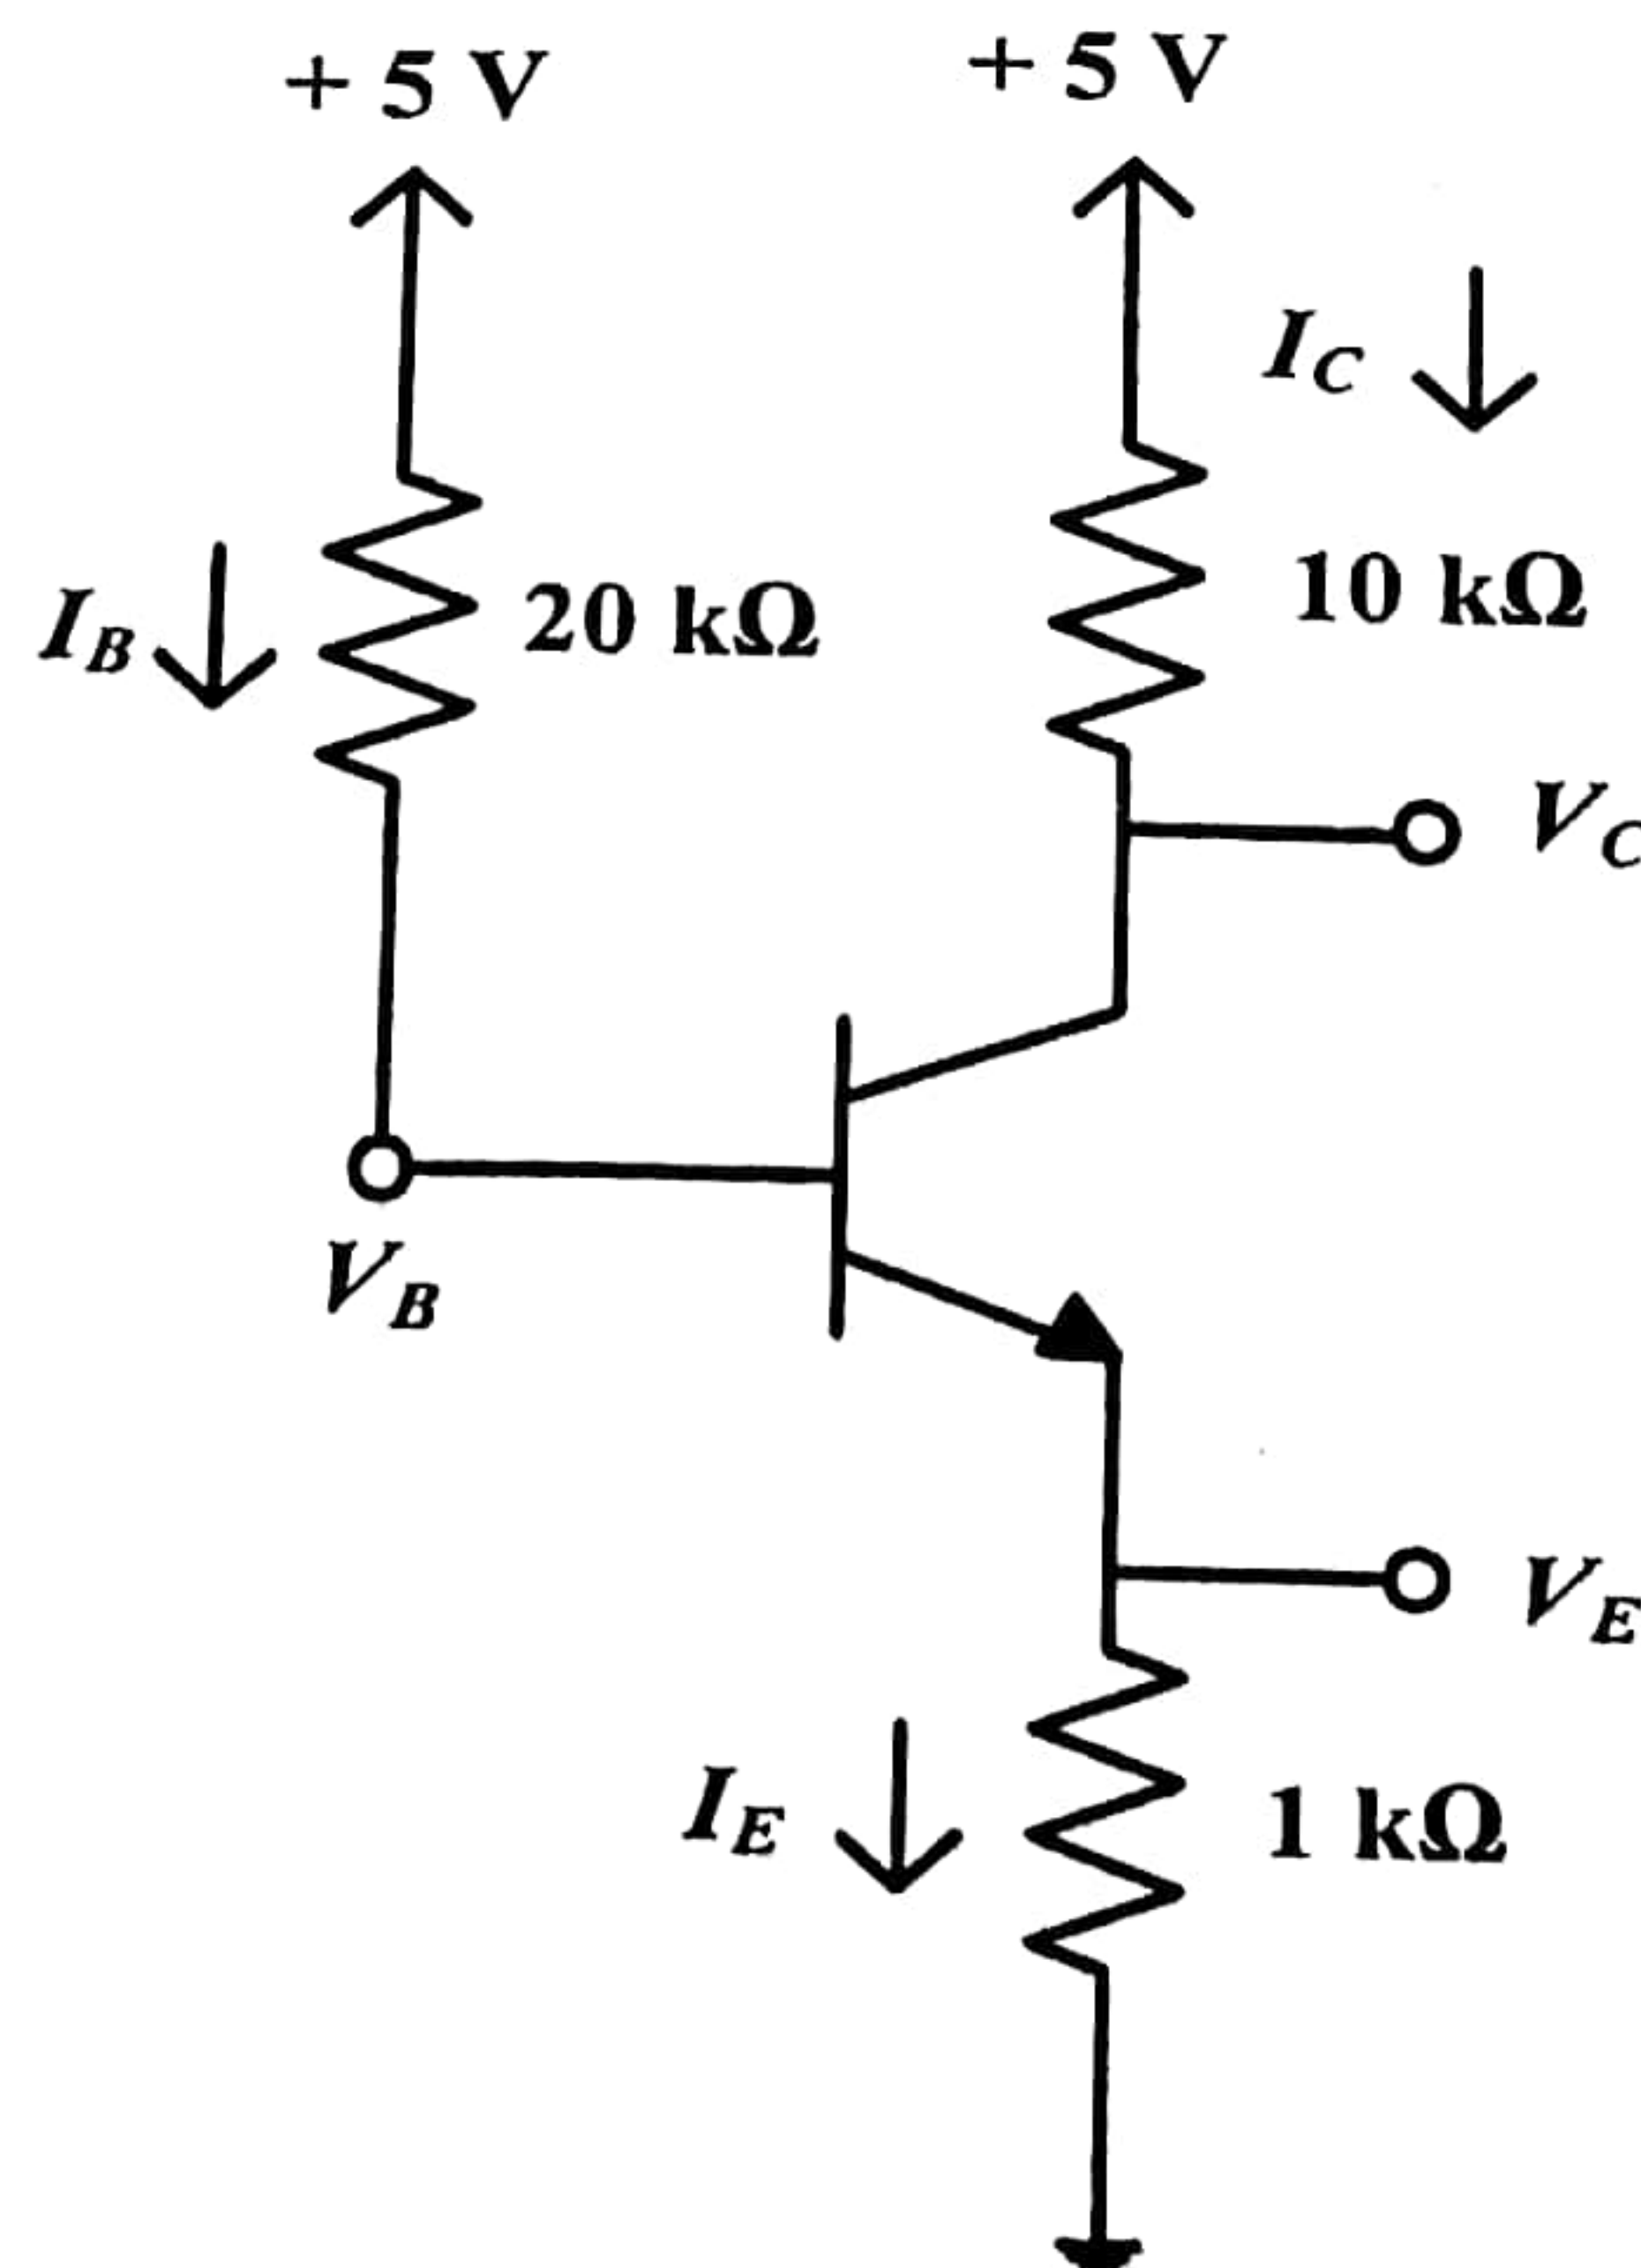 + 5 V
+ 5 V
I_C
10 kΩ
I_B
20 kΩ
V_C
V_B
V_E
I_E
1 kΩ